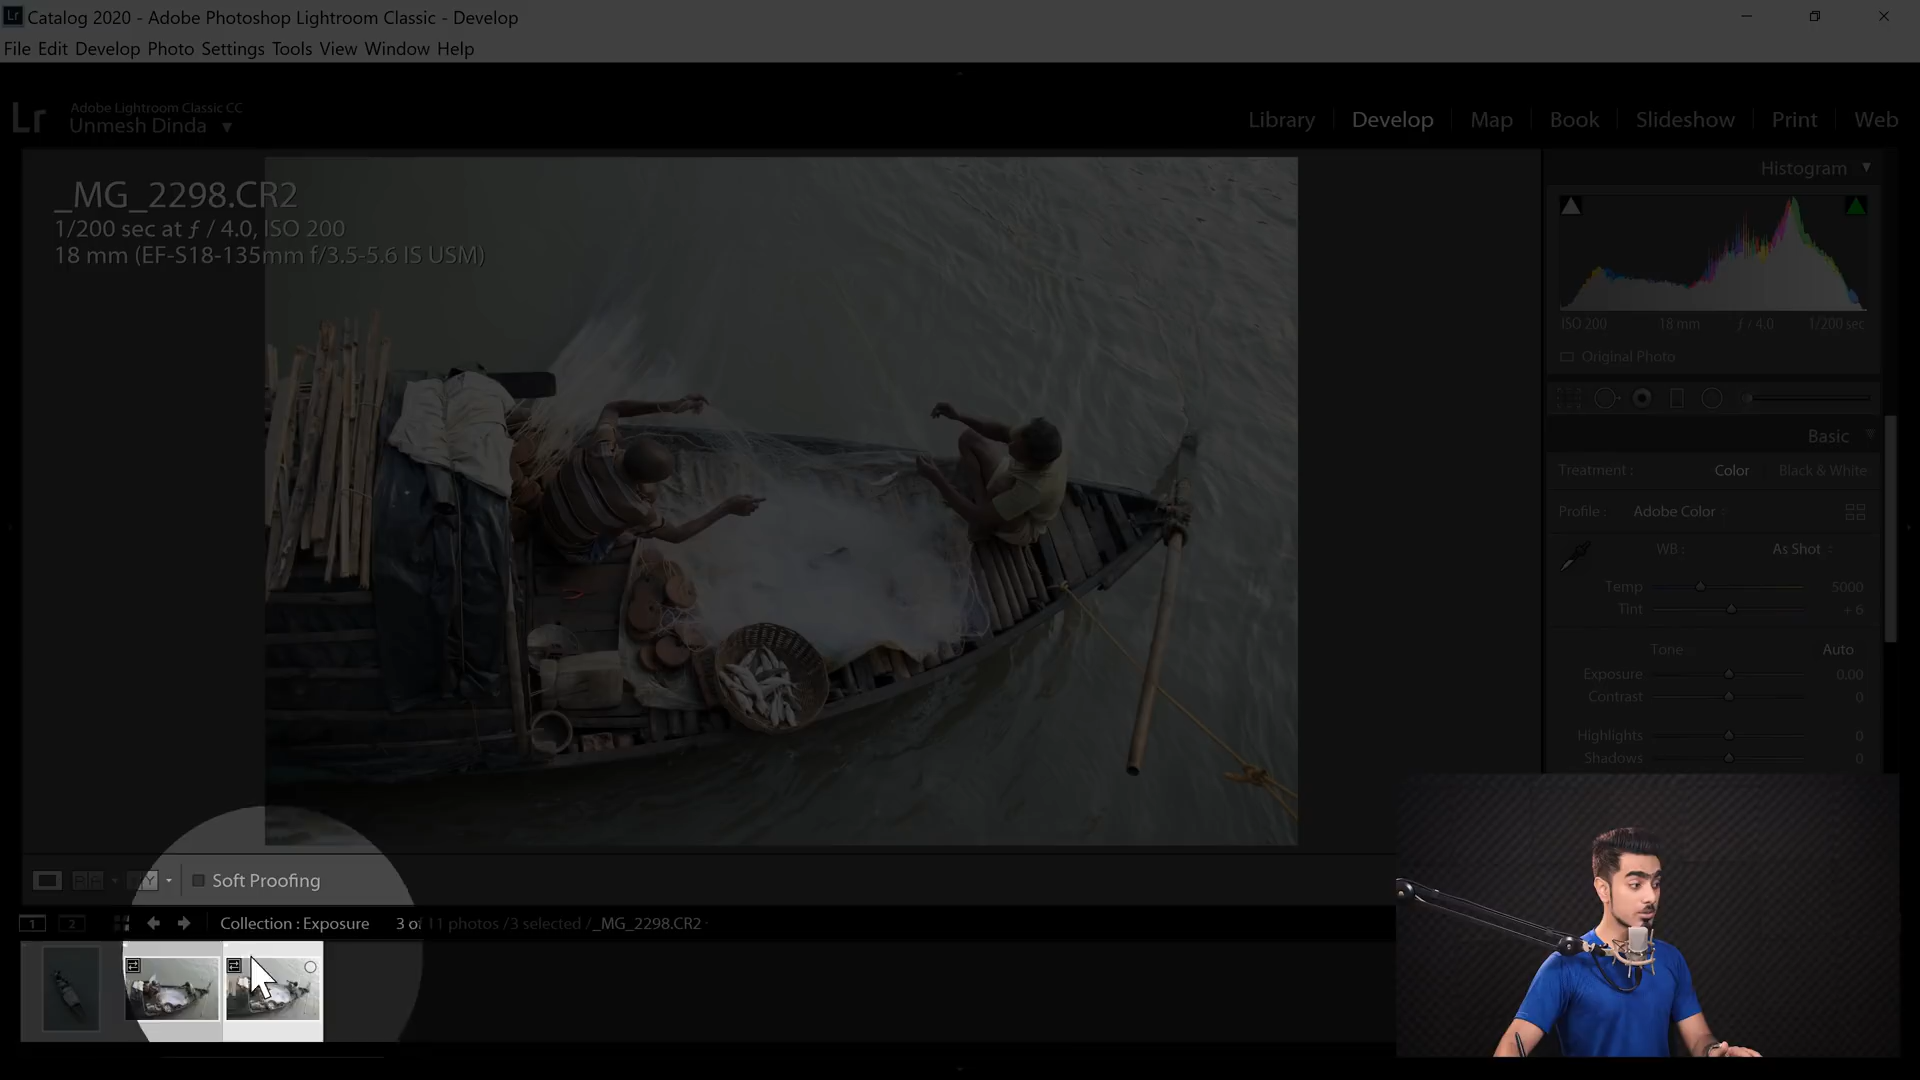 Lr Catalog 2020 - Adobe Photoshop Lightroom Classic - Develop
File Edit Develop Photo Settings Tools View Window Help
Lr
Adobe Lightroom Classic CC
Unmesh Dinda
Library Develop Map Book Slideshow Print Web
Histogram
_MG_2298.CR2
1/200 sec at ƒ / 4.0, ISO 200
18 mm (EF-S18-135mm f/3.5-5.6 IS USM)
ISO 200 18 mm ƒ / 4.0 1/200 sec
Original Photo
Basic
Treatment : Color Black & White
Profile : Adobe Color
WB : As Shot
Temp 5000
Tint + 6
Tone Auto
Exposure 0.00
Contrast 0
Highlights 0
Shadows 0
Y Soft Proofing
1 2 Collection : Exposure 3 of 11 photos /3 selected /_MG_2298.CR2